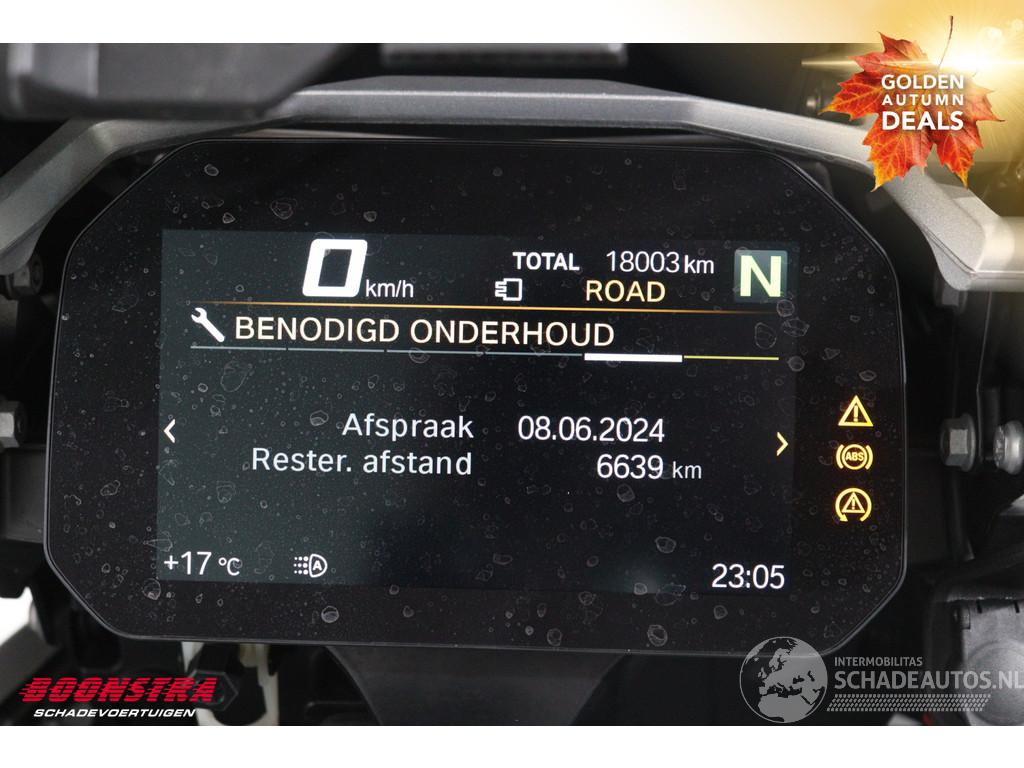 GOLDEN
AUTUMN
DEALS
0 km/h
TOTAL 18003 km
N
ROAD
BENODIGD ONDERHOUD
Afspraak 08.06.2024
Rester. afstand 6639 km
ABS
+17 °C
A
23:05
BOONSTRA
SCHADEVOERTUIGEN
INTERMOBILITAS
SCHADEAUTOS.NL